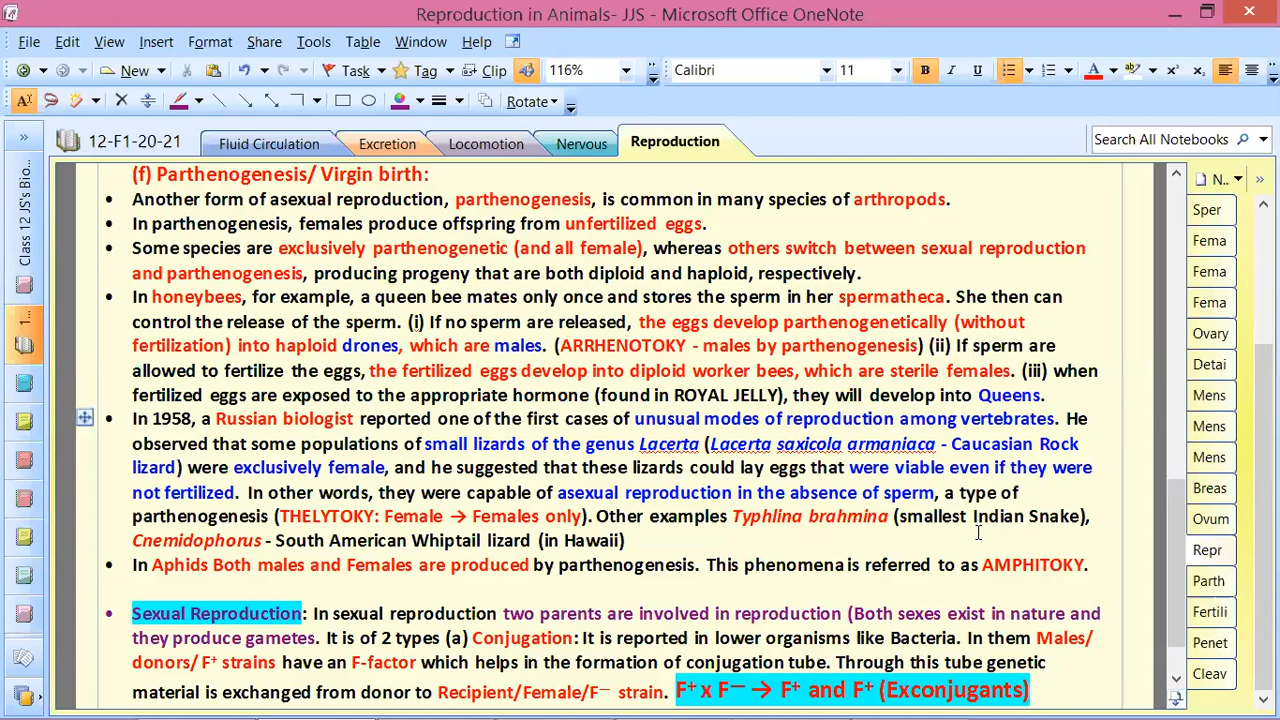 Reproduction in Animals- JJS - Microsoft Office OneNote
File Edit View Insert Format Share Tools Table Window Help
New 116% Task Tag Clip Calibri 11 B I U A ab
A Rotate
12-F1-20-21 Fluid Circulation Excretion Locomotion Nervous Reproduction Search All Notebooks
Class 12 JJS's Bio...
1...
N...
Sper
Fema
Fema
Fema
Ovary
Detai
Mens
Mens
Mens
Breas
Ovum
Repr
Parth
Fertili
Penet
Cleav
(f) Parthenogenesis/ Virgin birth:
• Another form of asexual reproduction, parthenogenesis, is common in many species of arthropods.
• In parthenogenesis, females produce offspring from unfertilized eggs.
• Some species are exclusively parthenogenetic (and all female), whereas others switch between sexual reproduction
and parthenogenesis, producing progeny that are both diploid and haploid, respectively.
• In honeybees, for example, a queen bee mates only once and stores the sperm in her spermatheca. She then can
control the release of the sperm. (i) If no sperm are released, the eggs develop parthenogenetically (without
fertilization) into haploid drones, which are males. (ARRHENOTOKY - males by parthenogenesis) (ii) If sperm are
allowed to fertilize the eggs, the fertilized eggs develop into diploid worker bees, which are sterile females. (iii) when
fertilized eggs are exposed to the appropriate hormone (found in ROYAL JELLY), they will develop into Queens.
• In 1958, a Russian biologist reported one of the first cases of unusual modes of reproduction among vertebrates. He
observed that some populations of small lizards of the genus Lacerta (Lacerta saxicola armaniaca - Caucasian Rock
lizard) were exclusively female, and he suggested that these lizards could lay eggs that were viable even if they were
not fertilized. In other words, they were capable of asexual reproduction in the absence of sperm, a type of
parthenogenesis (THELYTOKY: Female → Females only). Other examples Typhlina brahmina (smallest Indian Snake),
Cnemidophorus - South American Whiptail lizard (in Hawaii)
• In Aphids Both males and Females are produced by parthenogenesis. This phenomena is referred to as AMPHITOKY.
• Sexual Reproduction: In sexual reproduction two parents are involved in reproduction (Both sexes exist in nature and
they produce gametes. It is of 2 types (a) Conjugation: It is reported in lower organisms like Bacteria. In them Males/
donors/ F⁺ strains have an F-factor which helps in the formation of conjugation tube. Through this tube genetic
material is exchanged from donor to Recipient/Female/F⁻ strain. F⁺ x F⁻ → F⁺ and F⁺ (Exconjugants)